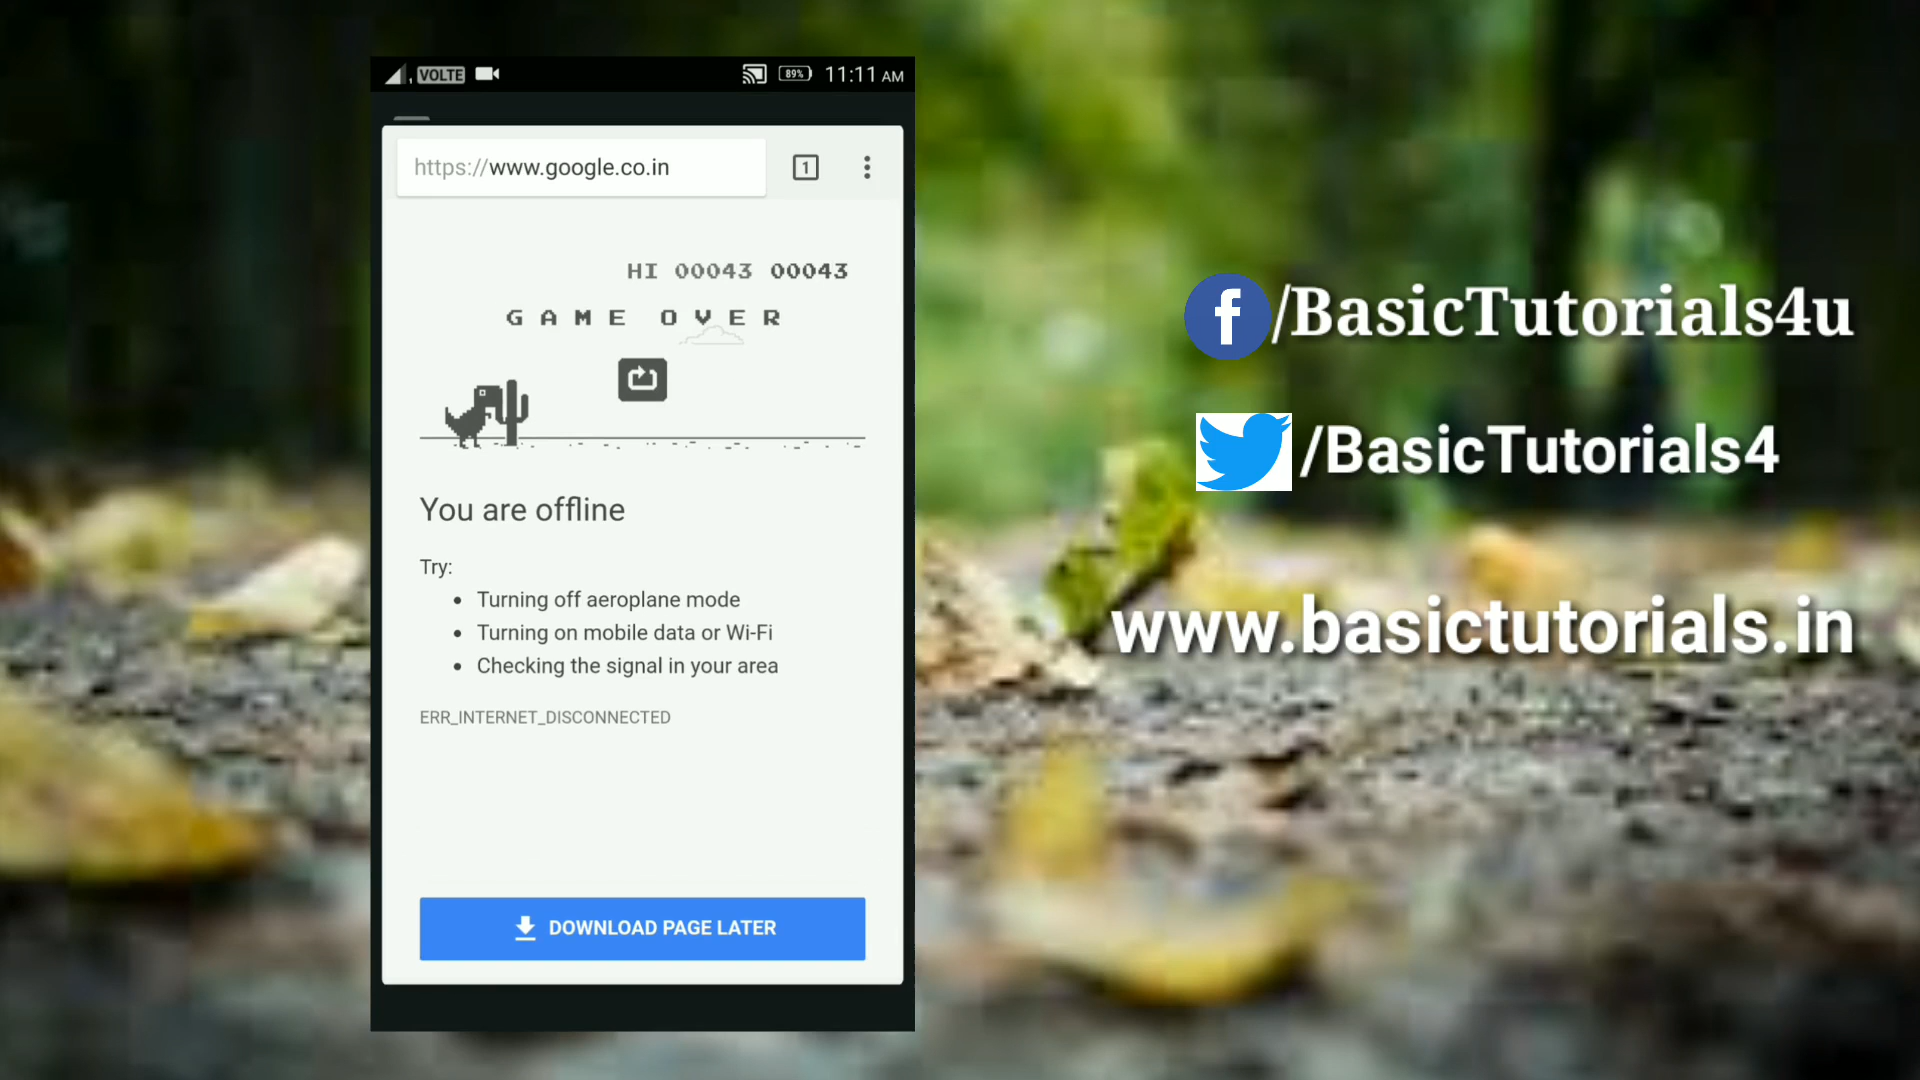 VOLTE 89% 11:11 AM
https://www.google.co.in 1
HI 00043 00043
GAME OVER
You are offline
Try:
Turning off aeroplane mode
Turning on mobile data or Wi-Fi
Checking the signal in your area
ERR_INTERNET_DISCONNECTED
DOWNLOAD PAGE LATER
f/BasicTutorials4u
/BasicTutorials4
www.basictutorials.in